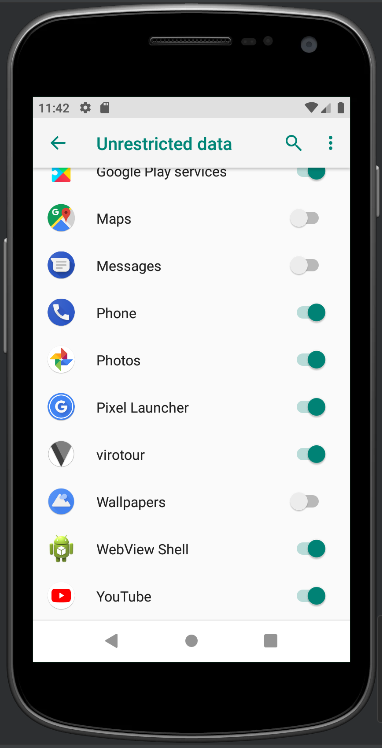 11:42
Unrestricted data
Google Play services
Maps
Messages
Phone
Photos
Pixel Launcher
virotour
Wallpapers
WebView Shell
YouTube